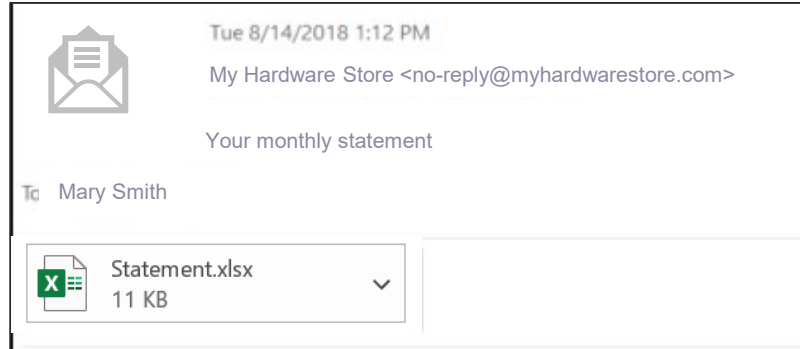 Tue 8/14/2018 1:12 PM
My Hardware Store <no-reply@myhardwarestore.com>
Your monthly statement
To Mary Smith
X
Statement.xlsx
11 KB